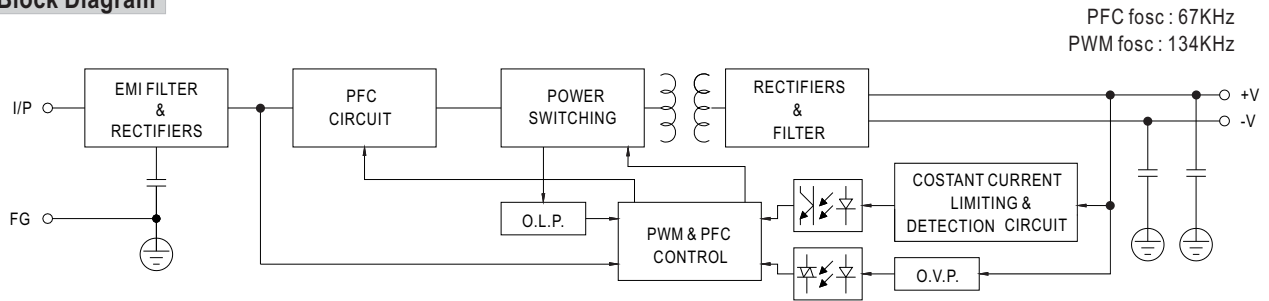 Block Diagram
PFC fosc : 67KHz
PWM fosc : 134KHz
I/P
EMI FILTER
&
RECTIFIERS
PFC
CIRCUIT
POWER
SWITCHING
RECTIFIERS
&
FILTER
+V
-V
FG
O.L.P.
PWM & PFC
CONTROL
COSTANT CURRENT
LIMITING &
DETECTION CIRCUIT
O.V.P.